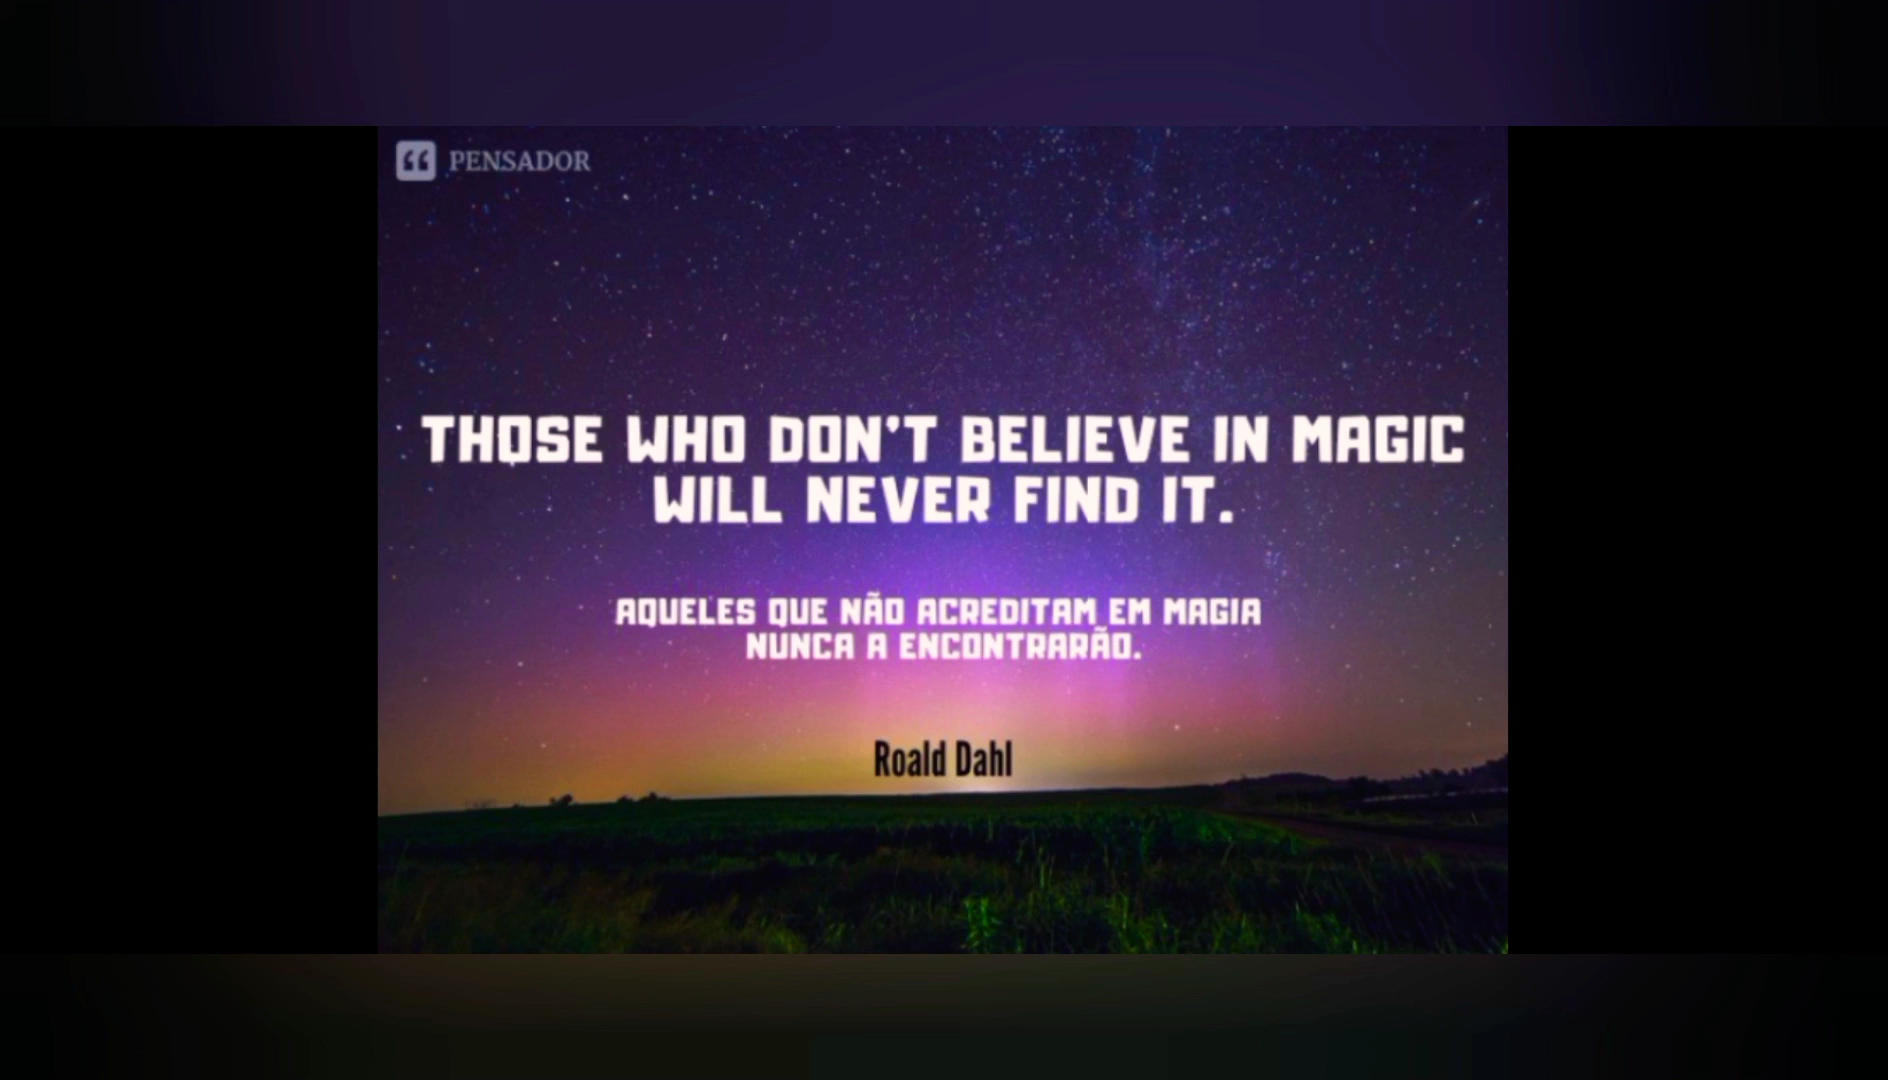 PENSADOR
THOSE WHO DON'T BELIEVE IN MAGIC
WILL NEVER FIND IT.
AQUELES QUE NÃO ACREDITAM EM MAGIA
NUNCA A ENCONTRARÃO.
Roald Dahl